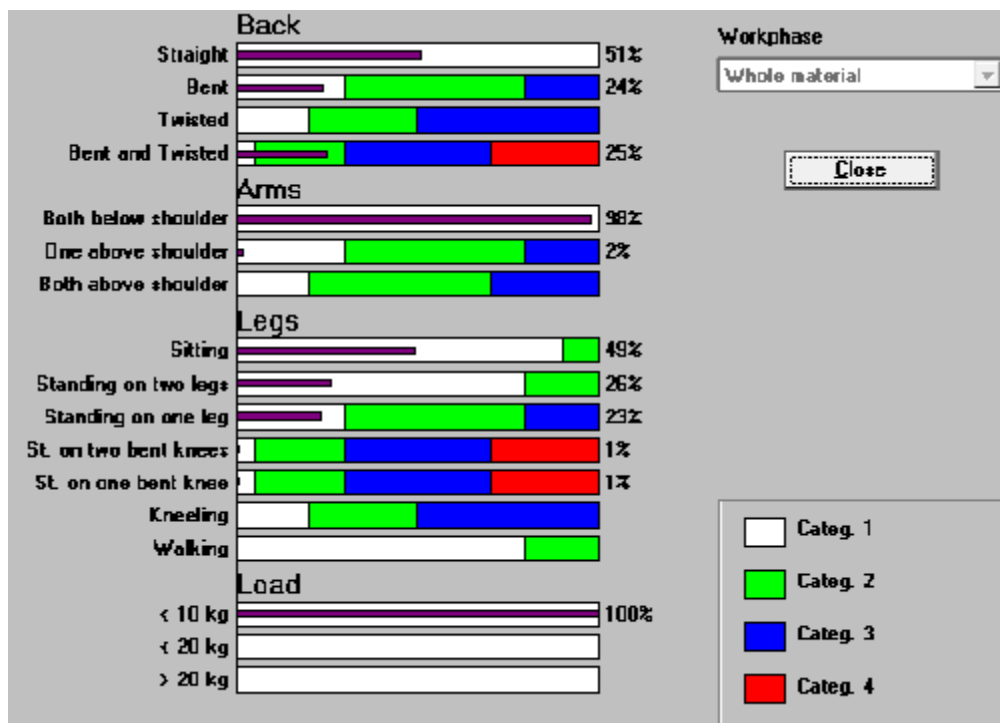 Back
Straight 51%
Bent 24%
Twisted
Bent and Twisted 25%
Arms
Both below shoulder 98%
One above shoulder 2%
Both above shoulder
Legs
Sitting 49%
Standing on two legs 26%
Standing on one leg 23%
St. on two bent knees 1%
St. on one bent knee 1%
Kneeling
Walking
Load
< 10 kg 100%
< 20 kg
> 20 kg
Workphase
Whole material
Close
Categ. 1
Categ. 2
Categ. 3
Categ. 4